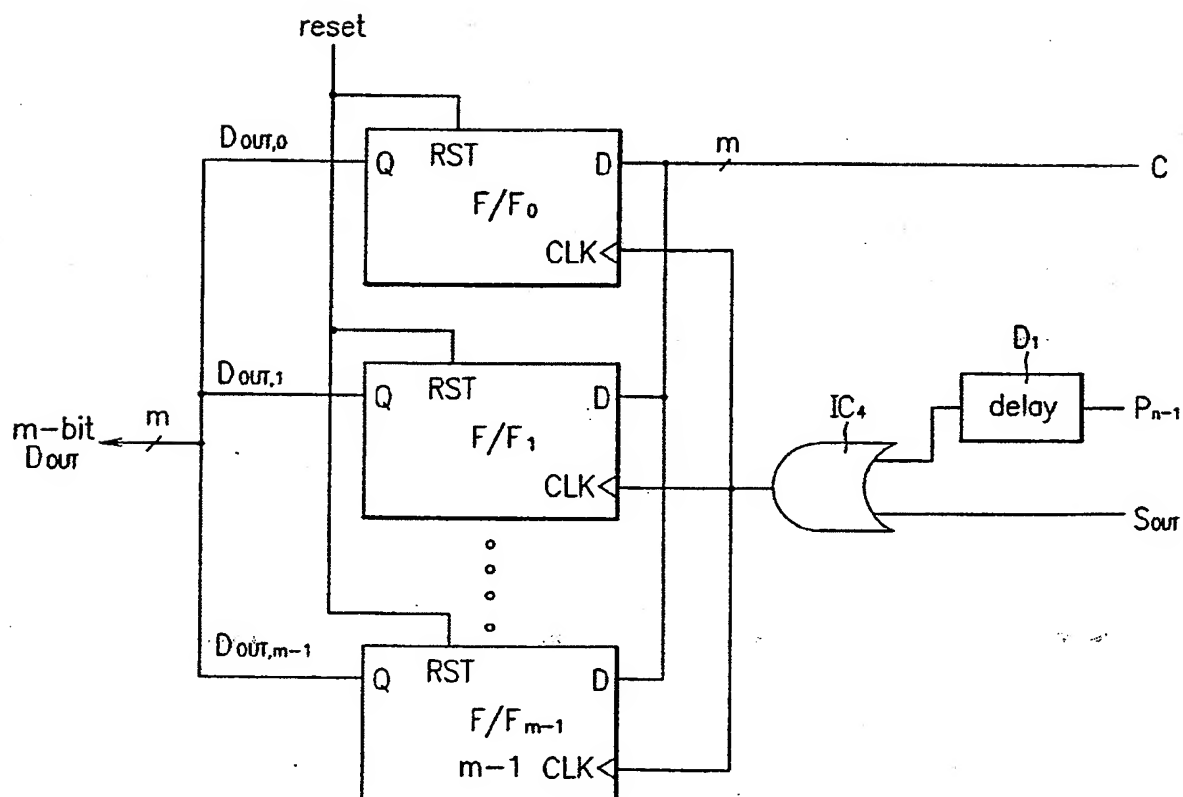 reset
DOUT,0
Q
RST
D
F/F0
CLK
m
C
DOUT,1
Q
RST
D
F/F1
CLK
m-bit
DOUT
m
IC4
D1
delay
Pn-1
SOUT
DOUT,m-1
Q
RST
D
F/Fm-1
m-1 CLK